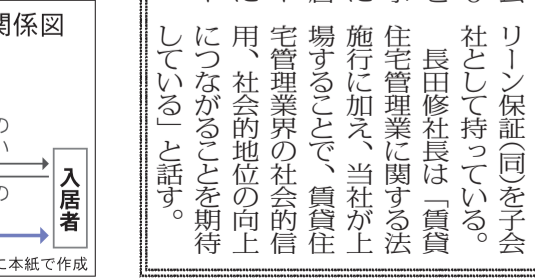 リーン保証(同)を子会
社として持っている。
長田修社長は「賃貸
住宅管理業に関する法
施行に加え、当社が上
場することで、賃貸住
宅管理業界の社会的信
用、社会的地位の向上
につながることを期待
している」と話す。
関係図
の
い
の
入居者
に本紙で作成